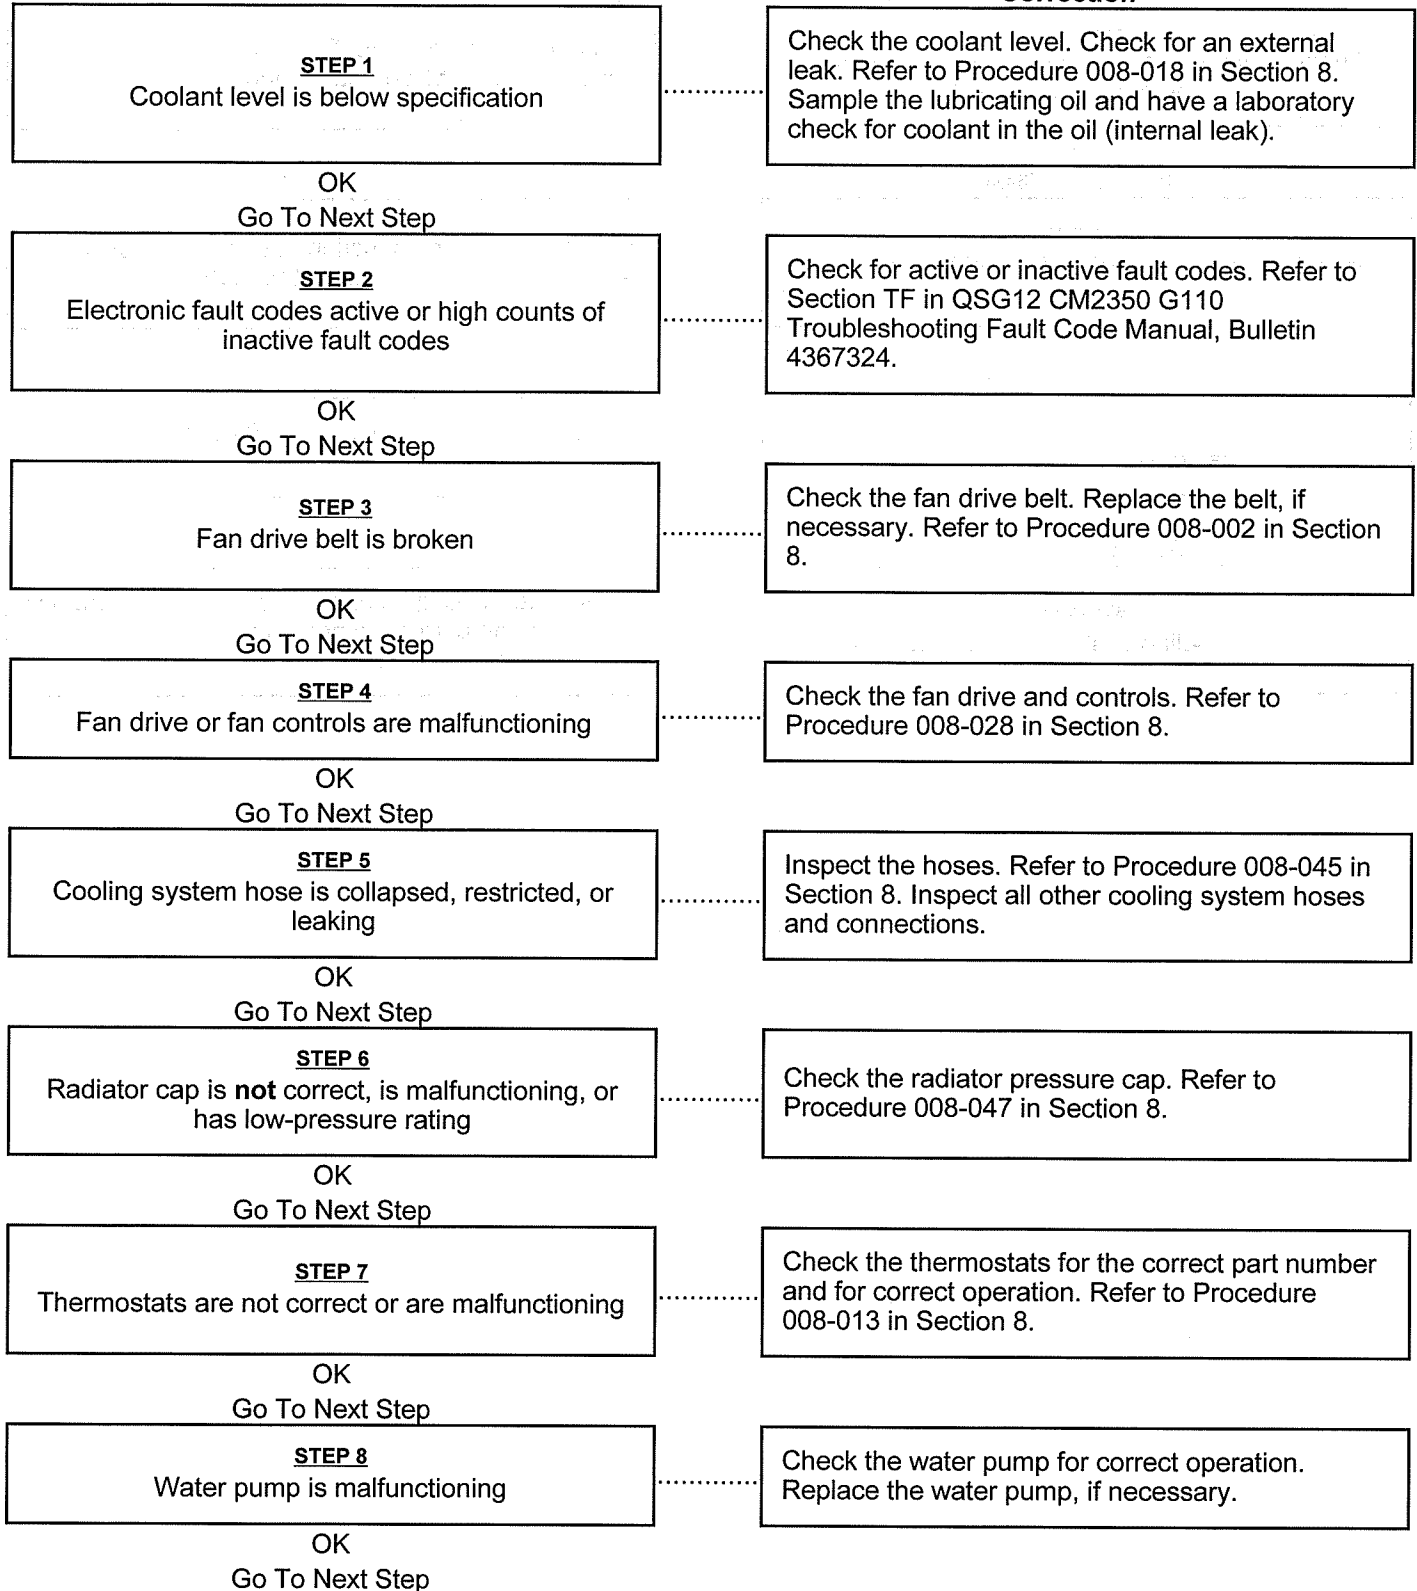 Correction
STEP 1
Coolant level is below specification
Check the coolant level. Check for an external
leak. Refer to Procedure 008-018 in Section 8.
Sample the lubricating oil and have a laboratory
check for coolant in the oil (internal leak).
OK
Go To Next Step
STEP 2
Electronic fault codes active or high counts of
inactive fault codes
Check for active or inactive fault codes. Refer to
Section TF in QSG12 CM2350 G110
Troubleshooting Fault Code Manual, Bulletin
4367324.
OK
Go To Next Step
STEP 3
Fan drive belt is broken
Check the fan drive belt. Replace the belt, if
necessary. Refer to Procedure 008-002 in Section
8.
OK
Go To Next Step
STEP 4
Fan drive or fan controls are malfunctioning
Check the fan drive and controls. Refer to
Procedure 008-028 in Section 8.
OK
Go To Next Step
STEP 5
Cooling system hose is collapsed, restricted, or
leaking
Inspect the hoses. Refer to Procedure 008-045 in
Section 8. Inspect all other cooling system hoses
and connections.
OK
Go To Next Step
STEP 6
Radiator cap is not correct, is malfunctioning, or
has low-pressure rating
Check the radiator pressure cap. Refer to
Procedure 008-047 in Section 8.
OK
Go To Next Step
STEP 7
Thermostats are not correct or are malfunctioning
Check the thermostats for the correct part number
and for correct operation. Refer to Procedure
008-013 in Section 8.
OK
Go To Next Step
STEP 8
Water pump is malfunctioning
Check the water pump for correct operation.
Replace the water pump, if necessary.
OK
Go To Next Step